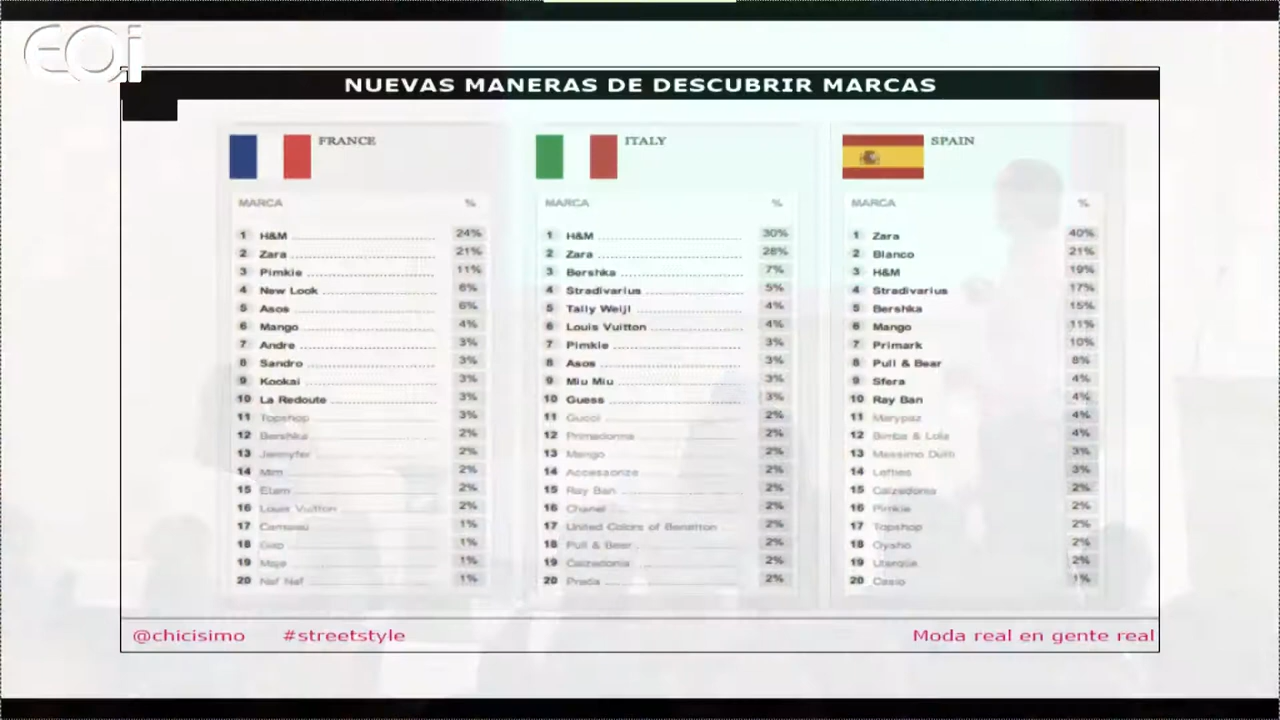 EOi
NUEVAS MANERAS DE DESCUBRIR MARCAS
FRANCE
MARCA %
1 H&M 24%
2 Zara 21%
3 Pimkie 11%
4 New Look 6%
5 Asos 6%
6 Mango 4%
7 Andre 3%
8 Sandro 3%
9 Kookai 3%
10 La Redoute 3%
11 Topshop 3%
12 Bershka 2%
13 Jennyfer 2%
14 Mim 2%
15 Etam 2%
16 Louis Vuitton 2%
17 Camaieu 1%
18 Gap 1%
19 Maje 1%
20 Naf Naf 1%
ITALY
MARCA %
1 H&M 30%
2 Zara 28%
3 Bershka 7%
4 Stradivarius 5%
5 Tally Weijl 4%
6 Louis Vuitton 4%
7 Pimkie 3%
8 Asos 3%
9 Miu Miu 3%
10 Guess 3%
11 Gucci 2%
12 Primadonna 2%
13 Mango 2%
14 Accessorize 2%
15 Ray Ban 2%
16 Chanel 2%
17 United Colors of Benetton 2%
18 Pull & Bear 2%
19 Calzedonia 2%
20 Prada 2%
SPAIN
MARCA %
1 Zara 40%
2 Blanco 21%
3 H&M 19%
4 Stradivarius 17%
5 Bershka 15%
6 Mango 11%
7 Primark 10%
8 Pull & Bear 8%
9 Sfera 4%
10 Ray Ban 4%
11 Marypaz 4%
12 Bimba & Lola 4%
13 Massimo Dutti 3%
14 Lefties 3%
15 Calzedonia 2%
16 Pimkie 2%
17 Topshop 2%
18 Oysho 2%
19 Uterqüe 2%
20 Casio 1%
@chicisimo #streetstyle Moda real en gente real